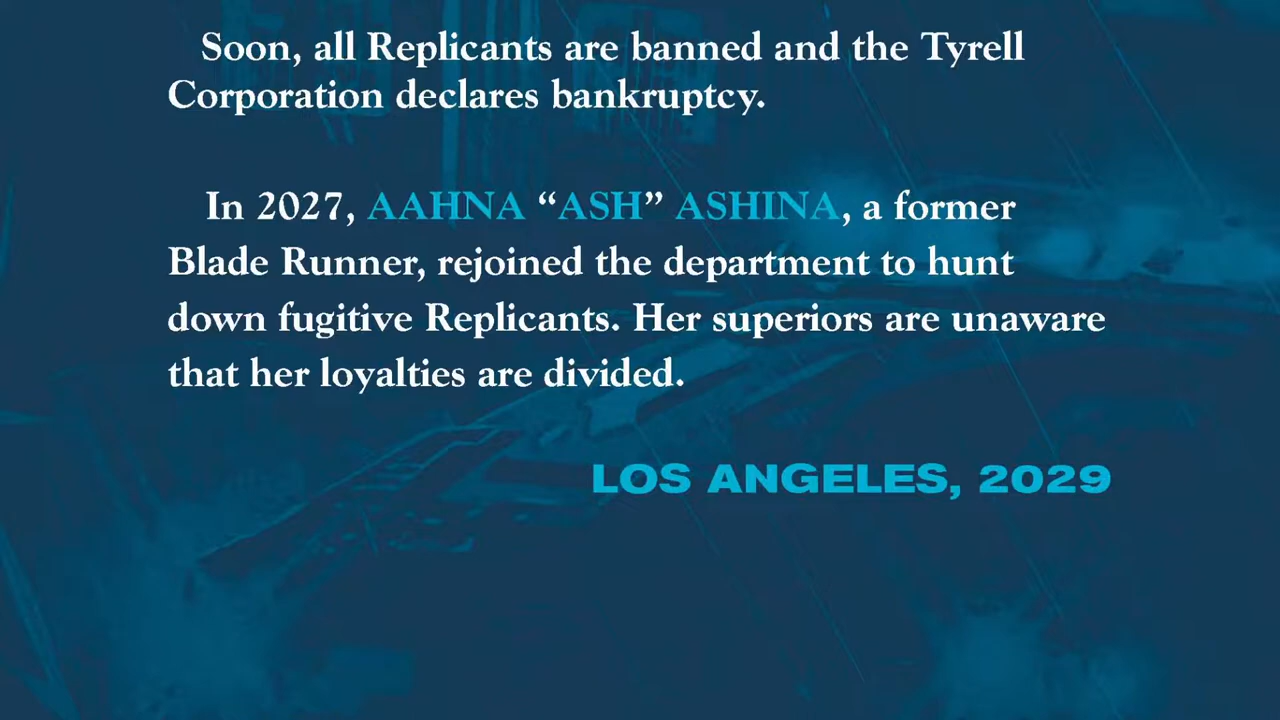 Soon, all Replicants are banned and the Tyrell
Corporation declares bankruptcy.
In 2027, AAHNA “ASH” ASHINA, a former
Blade Runner, rejoined the department to hunt
down fugitive Replicants. Her superiors are unaware
that her loyalties are divided.
LOS ANGELES, 2029